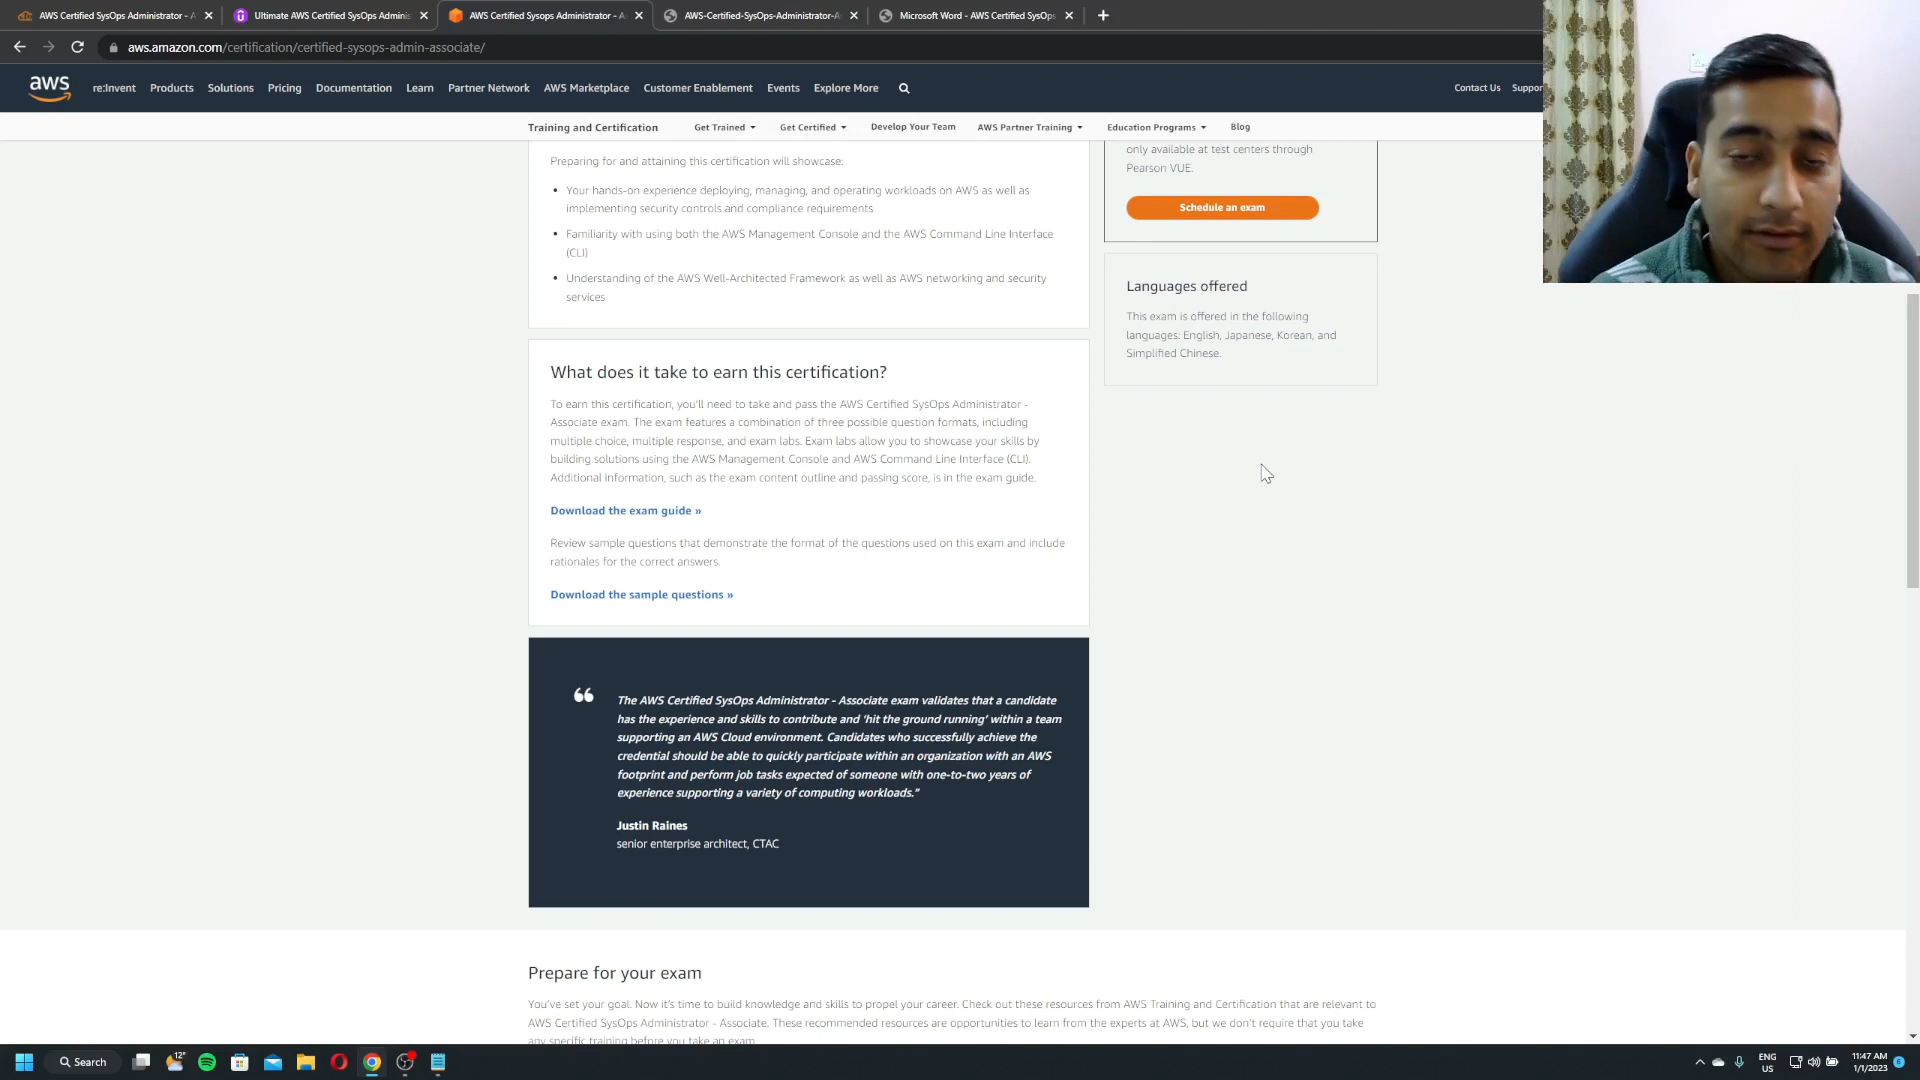 AWS Certified SysOps Administrator - A
Ultimate AWS Certified SysOps Adminis
AWS Certified Sysops Administrator - A
AWS-Certified-SysOps-Administrator-A
Microsoft Word - AWS Certified SysOps
aws.amazon.com/certification/certified-sysops-admin-associate/
aws
re:Invent Products Solutions Pricing Documentation Learn Partner Network AWS Marketplace Customer Enablement Events Explore More
Contact Us Suppor
Training and Certification Get Trained Get Certified Develop Your Team AWS Partner Training Education Programs Blog
Preparing for and attaining this certification will showcase:
• Your hands-on experience deploying, managing, and operating workloads on AWS as well as
implementing security controls and compliance requirements
• Familiarity with using both the AWS Management Console and the AWS Command Line Interface
(CLI)
• Understanding of the AWS Well-Architected Framework as well as AWS networking and security
services
only available at test centers through
Pearson VUE.
Schedule an exam
Languages offered
This exam is offered in the following
languages: English, Japanese, Korean, and
Simplified Chinese.
What does it take to earn this certification?
To earn this certification, you'll need to take and pass the AWS Certified SysOps Administrator -
Associate exam. The exam features a combination of three possible question formats, including
multiple choice, multiple response, and exam labs. Exam labs allow you to showcase your skills by
building solutions using the AWS Management Console and AWS Command Line Interface (CLI).
Additional information, such as the exam content outline and passing score, is in the exam guide.
Download the exam guide »
Review sample questions that demonstrate the format of the questions used on this exam and include
rationales for the correct answers.
Download the sample questions »
“ The AWS Certified SysOps Administrator - Associate exam validates that a candidate
has the experience and skills to contribute and ‘hit the ground running’ within a team
supporting an AWS Cloud environment. Candidates who successfully achieve the
credential should be able to quickly participate within an organization with an AWS
footprint and perform job tasks expected of someone with one-to-two years of
experience supporting a variety of computing workloads.”
Justin Raines
senior enterprise architect, CTAC
Prepare for your exam
You've set your goal. Now it's time to build knowledge and skills to propel your career. Check out these resources from AWS Training and Certification that are relevant to
AWS Certified SysOps Administrator - Associate. These recommended resources are opportunities to learn from the experts at AWS, but we don't require that you take
any specific training before you take an exam
Search
12°
ENG
US
11:47 AM
1/1/2023
6